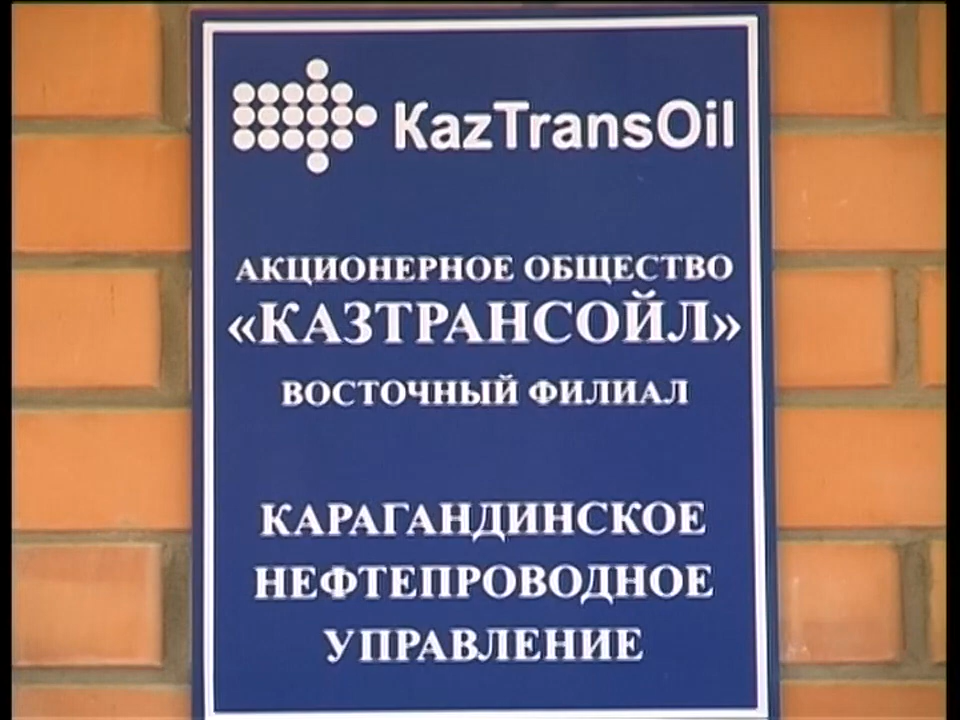 KazTransOil
АКЦИОНЕРНОЕ ОБЩЕСТВО
«КАЗТРАНСОЙЛ»
ВОСТОЧНЫЙ ФИЛИАЛ
КАРАГАНДИНСКОЕ
НЕФТЕПРОВОДНОЕ
УПРАВЛЕНИЕ